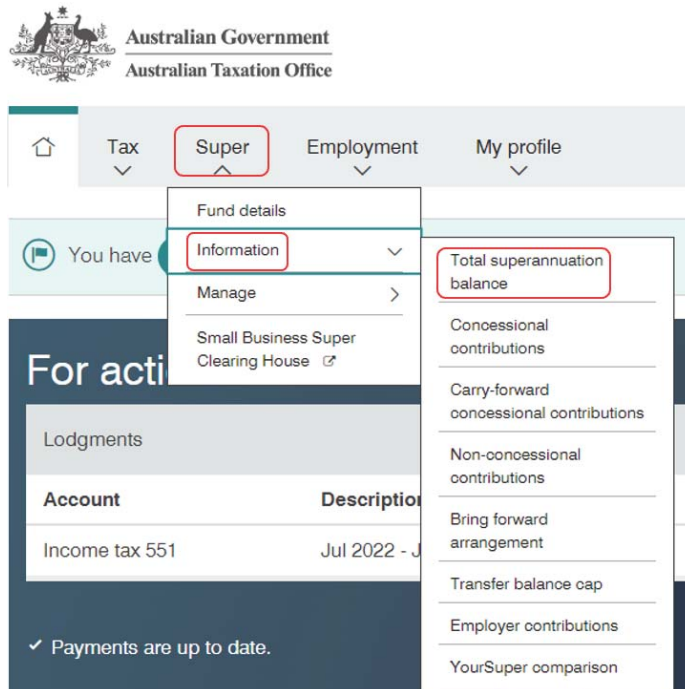 Australian Government
Australian Taxation Office
Tax
Super
Employment
My profile
Fund details
You have
Information
Manage
Small Business Super
Clearing House
Total superannuation
balance
Concessional
contributions
Carry-forward
concessional contributions
Non-concessional
contributions
Bring forward
arrangement
Transfer balance cap
Employer contributions
YourSuper comparison
For acti
Lodgments
Account
Descriptio
Income tax 551
Jul 2022 - J
Payments are up to date.